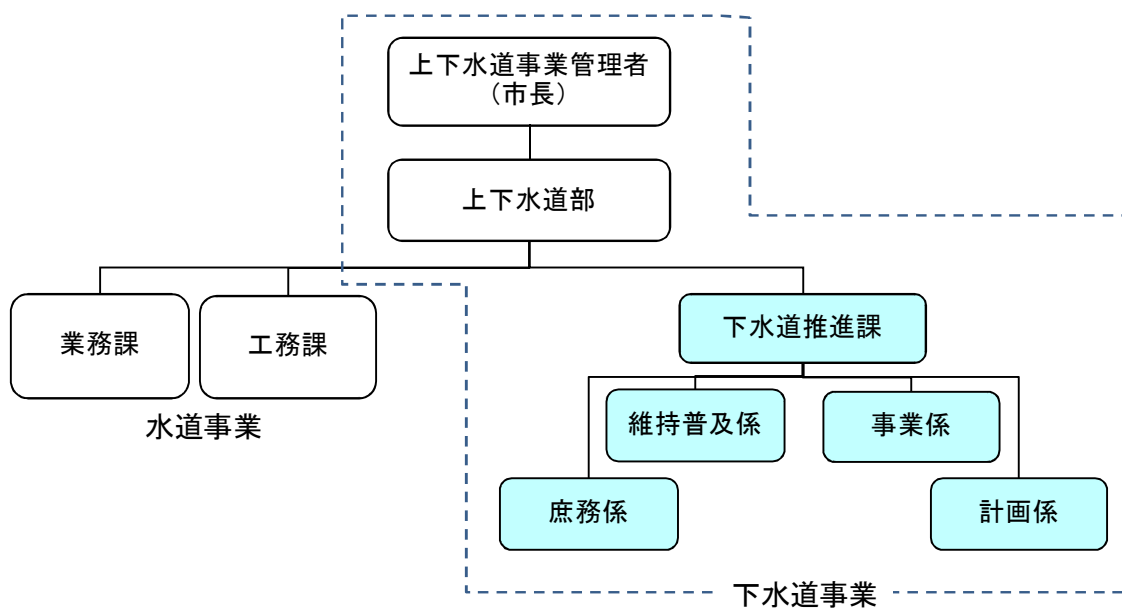 上下水道事業管理者
（市長）
上下水道部
業務課
工務課
下水道推進課
水道事業
維持普及係
事業係
庶務係
計画係
下水道事業